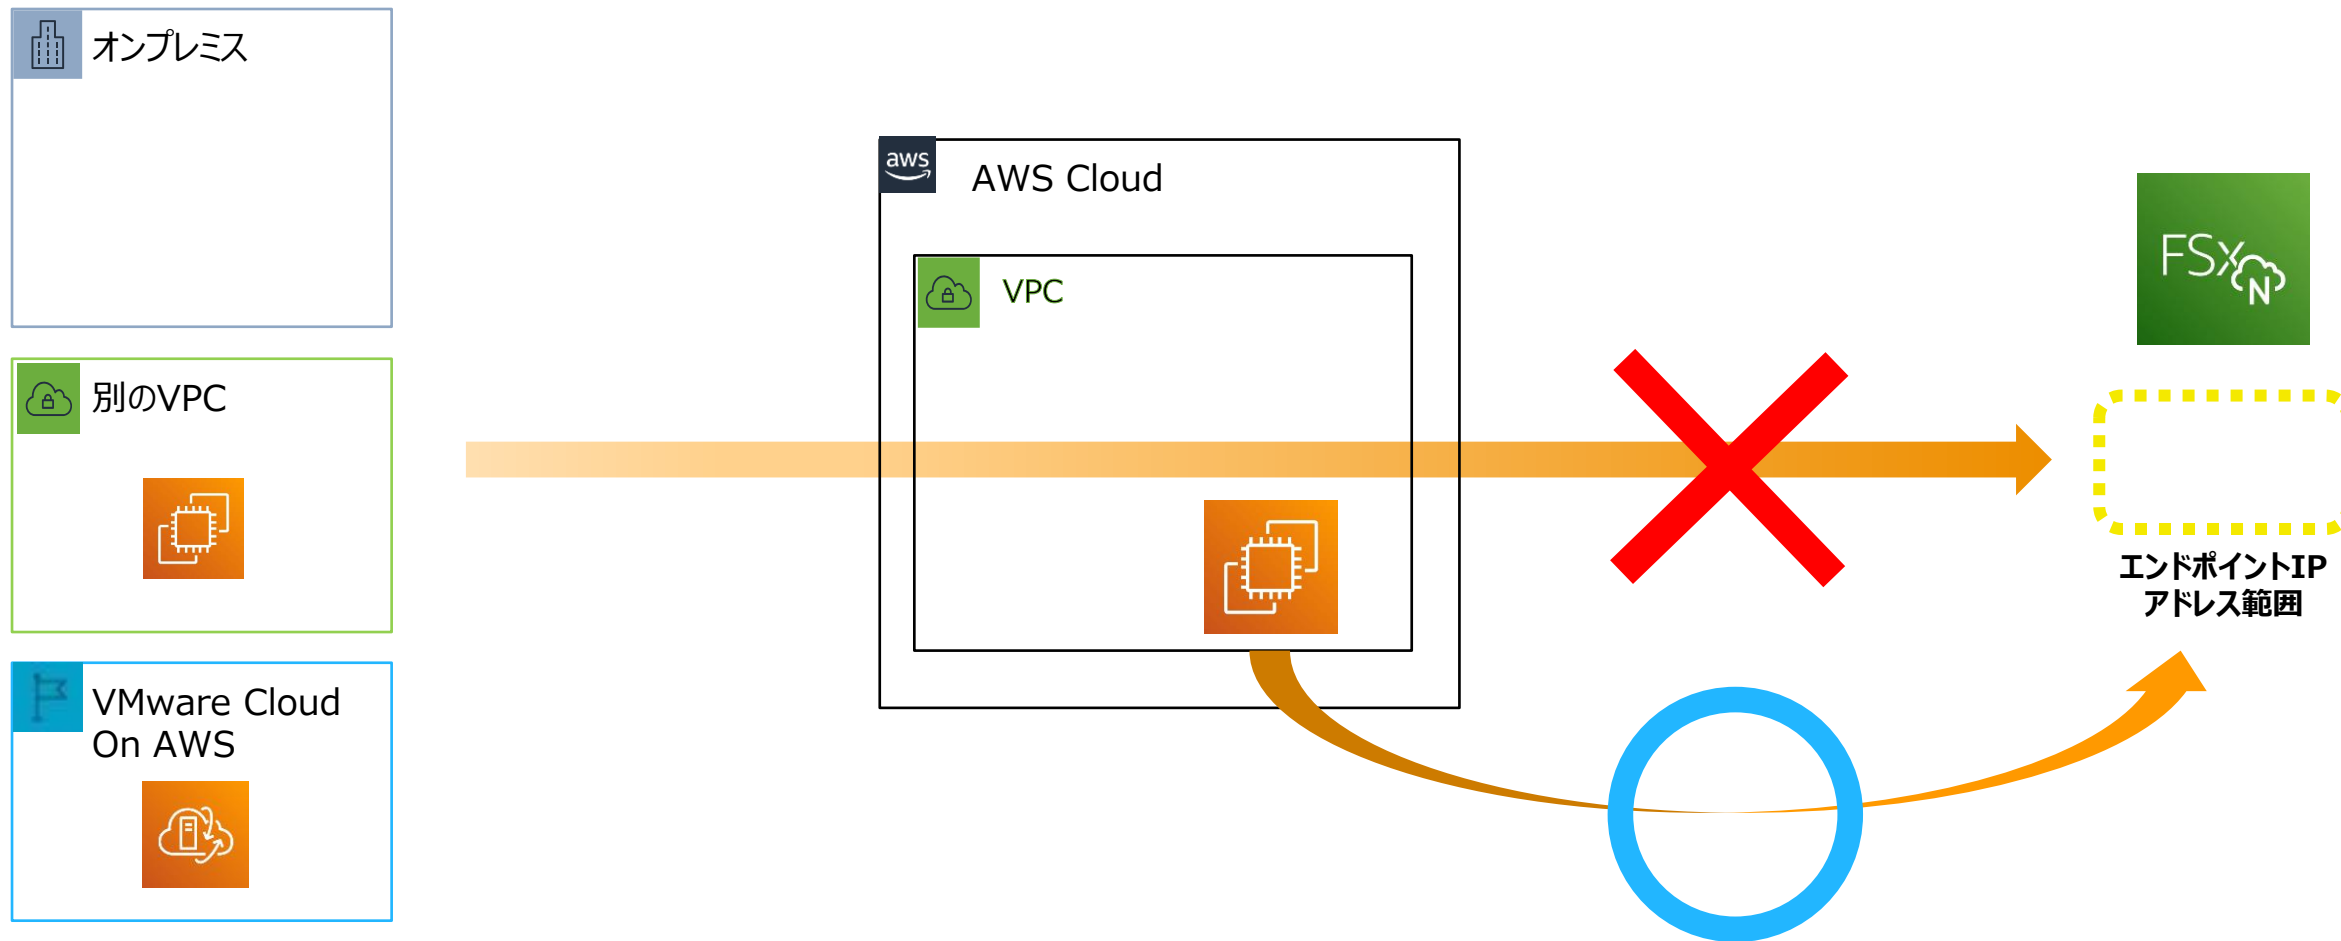 オンプレミス
別のVPC
VMware Cloud
On AWS
aws
AWS Cloud
VPC
FSx
N
エンドポイントIP
アドレス範囲